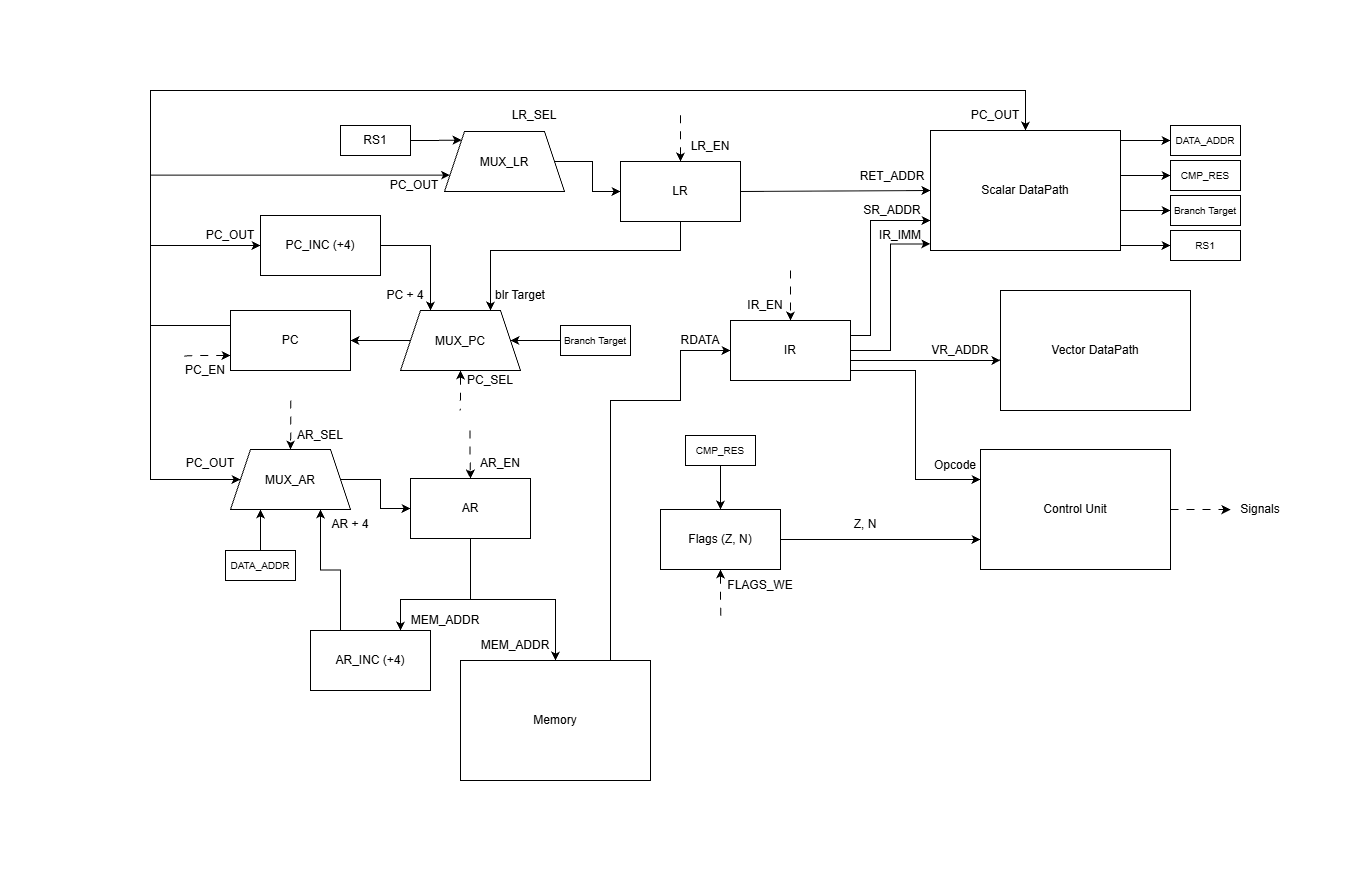 LR_SEL
PC_OUT
RS1
MUX_LR
LR_EN
DATA_ADDR
PC_OUT
LR
RET_ADDR
Scalar DataPath
CMP_RES
SR_ADDR
Branch Target
PC_OUT
PC_INC (+4)
IR_IMM
RS1
PC + 4
blr Target
IR_EN
PC
MUX_PC
Branch Target
RDATA
IR
VR_ADDR
Vector DataPath
PC_EN
PC_SEL
AR_SEL
CMP_RES
PC_OUT
MUX_AR
AR_EN
Opcode
AR
AR + 4
Flags (Z, N)
Z, N
Control Unit
Signals
DATA_ADDR
FLAGS_WE
MEM_ADDR
MEM_ADDR
AR_INC (+4)
Memory